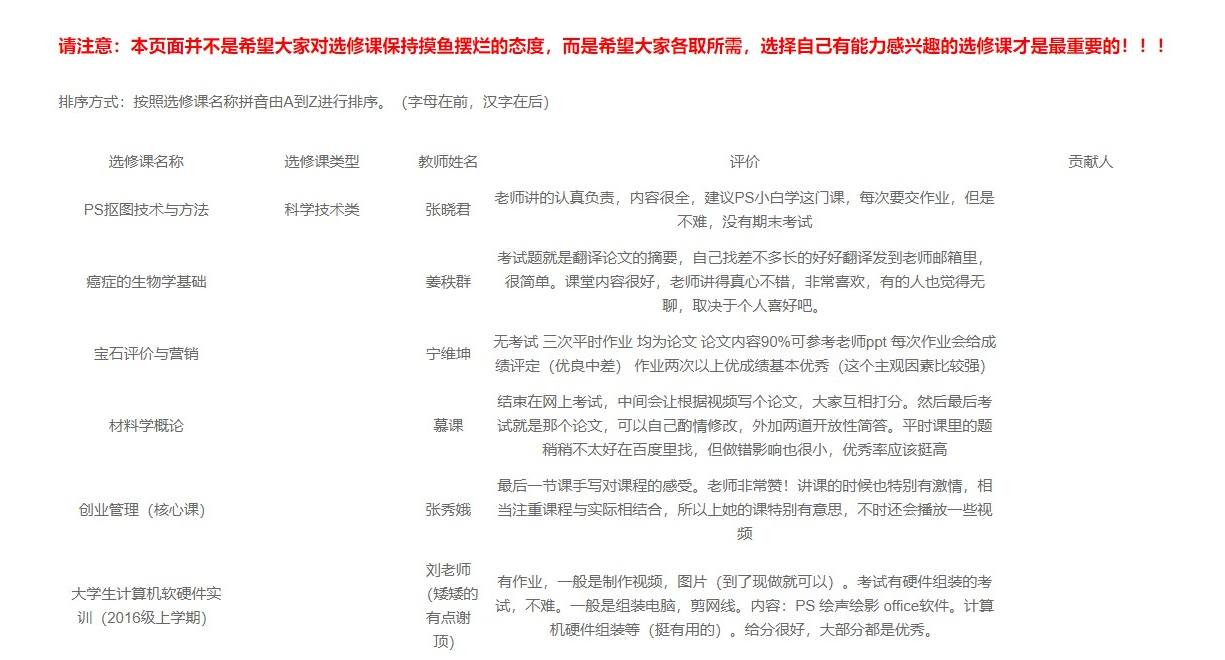 请注意：本页面并不是希望大家对选修课保持摸鱼摆烂的态度，而是希望大家各取所需，选择自己有能力感兴趣的选修课才是最重要的！！！
排序方式：按照选修课名称拼音由A到Z进行排序。（字母在前，汉字在后）
选修课名称 选修课类型 教师姓名 评价 贡献人
PS抠图技术与方法 科学技术类 张晓君
老师讲的认真负责，内容很全，建议PS小白学这门课，每次要交作业，但是
不难，没有期末考试
癌症的生物学基础 姜秩群
考试题就是翻译论文的摘要，自己找差不多长的好好翻译发到老师邮箱里，
很简单。课堂内容很好，老师讲得真心不错，非常喜欢，有的人也觉得无
聊，取决于个人喜好吧。
宝石评价与营销 宁维坤
无考试 三次平时作业 均为论文 论文内容90%可参考老师ppt 每次作业会给成
绩评定（优良中差） 作业两次以上优成绩基本优秀（这个主观因素比较强）
材料学概论 慕课
结束在网上考试，中间会让根据视频写个论文，大家互相打分。然后最后考
试就是那个论文，可以自己酌情修改，外加两道开放性简答。平时课里的题
稍稍不太好在百度里找，但做错影响也很小，优秀率应该挺高
创业管理（核心课） 张秀娥
最后一节课手写对课程的感受。老师非常赞！讲课的时候也特别有激情，相
当注重课程与实际相结合，所以上她的课特别有意思，不时还会播放一些视
频
大学生计算机软硬件实
训（2016级上学期）
刘老师
（矮矮的
有点谢
顶）
有作业，一般是制作视频，图片（到了现做就可以）。考试有硬件组装的考
试，不难。一般是组装电脑，剪网线。内容：PS 绘声绘影 office软件。计算
机硬件组装等（挺有用的）。给分很好，大部分都是优秀。